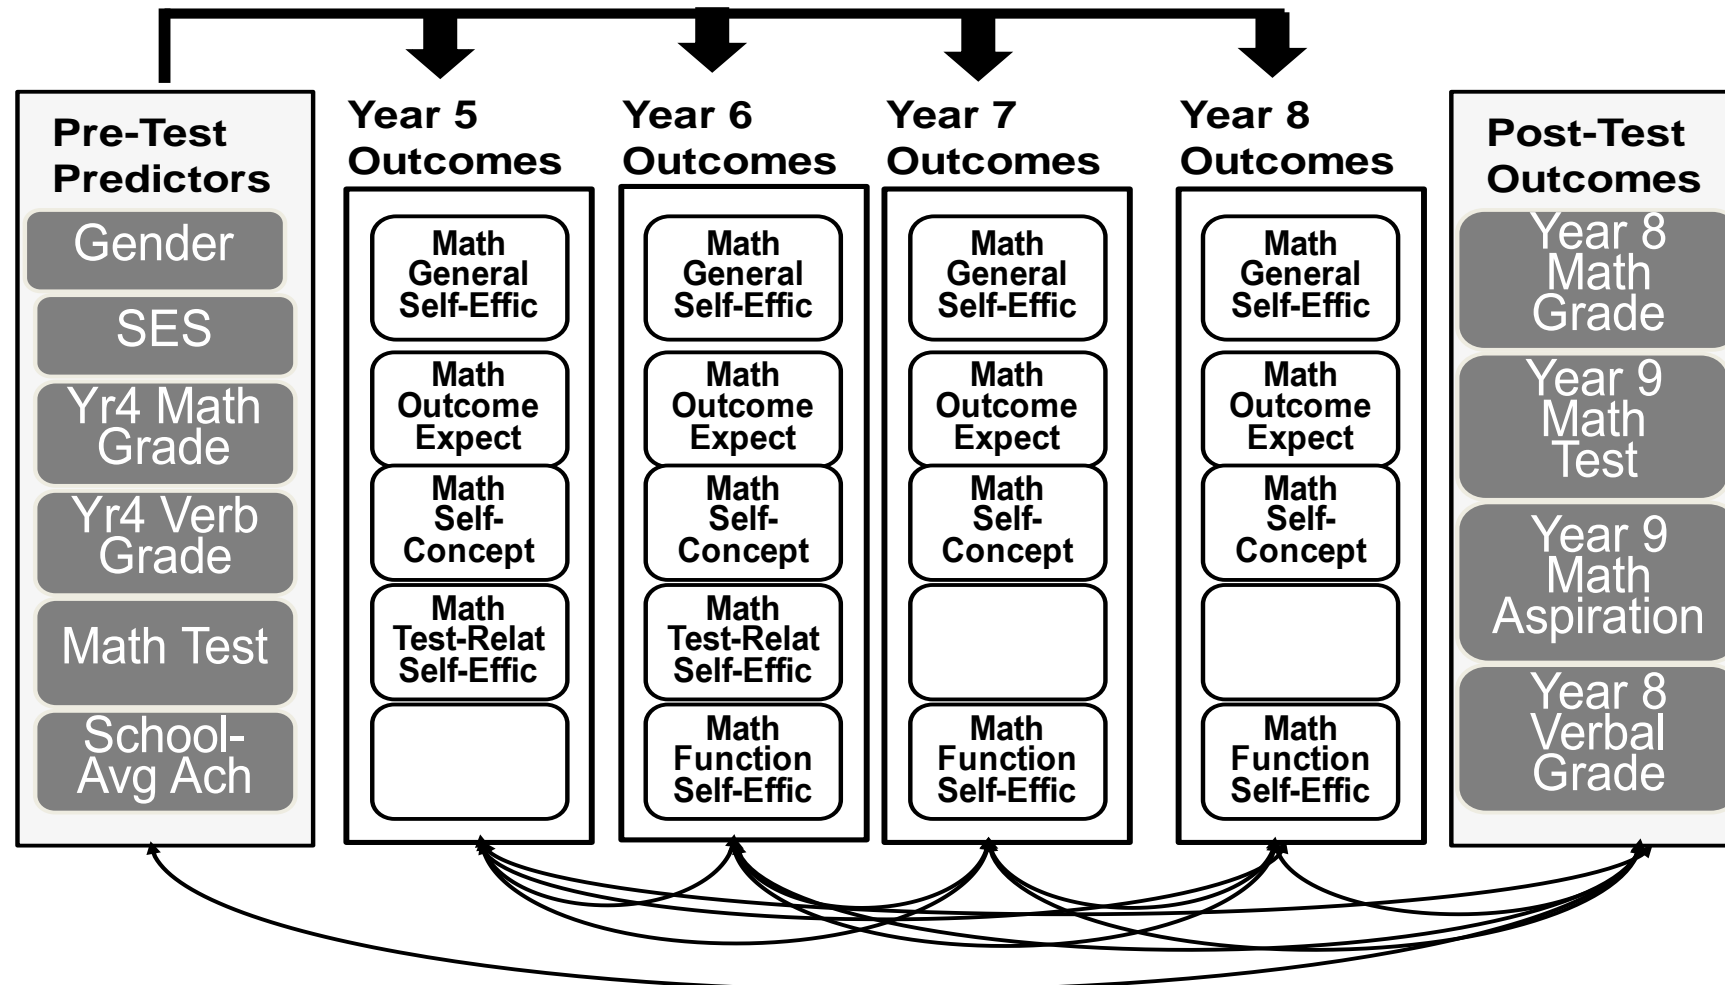 Pre-Test
Predictors
Gender
SES
Yr4 Math
Grade
Yr4 Verb
Grade
Math Test
School-
Avg Ach
Year 5
Outcomes
Math
General
Self-Effic
Math
Outcome
Expect
Math
Self-
Concept
Math
Test-Relat
Self-Effic
Year 6
Outcomes
Math
General
Self-Effic
Math
Outcome
Expect
Math
Self-
Concept
Math
Test-Relat
Self-Effic
Math
Function
Self-Effic
Year 7
Outcomes
Math
General
Self-Effic
Math
Outcome
Expect
Math
Self-
Concept
Math
Function
Self-Effic
Year 8
Outcomes
Math
General
Self-Effic
Math
Outcome
Expect
Math
Self-
Concept
Math
Function
Self-Effic
Post-Test
Outcomes
Year 8
Math
Grade
Year 9
Math
Test
Year 9
Math
Aspiration
Year 8
Verbal
Grade